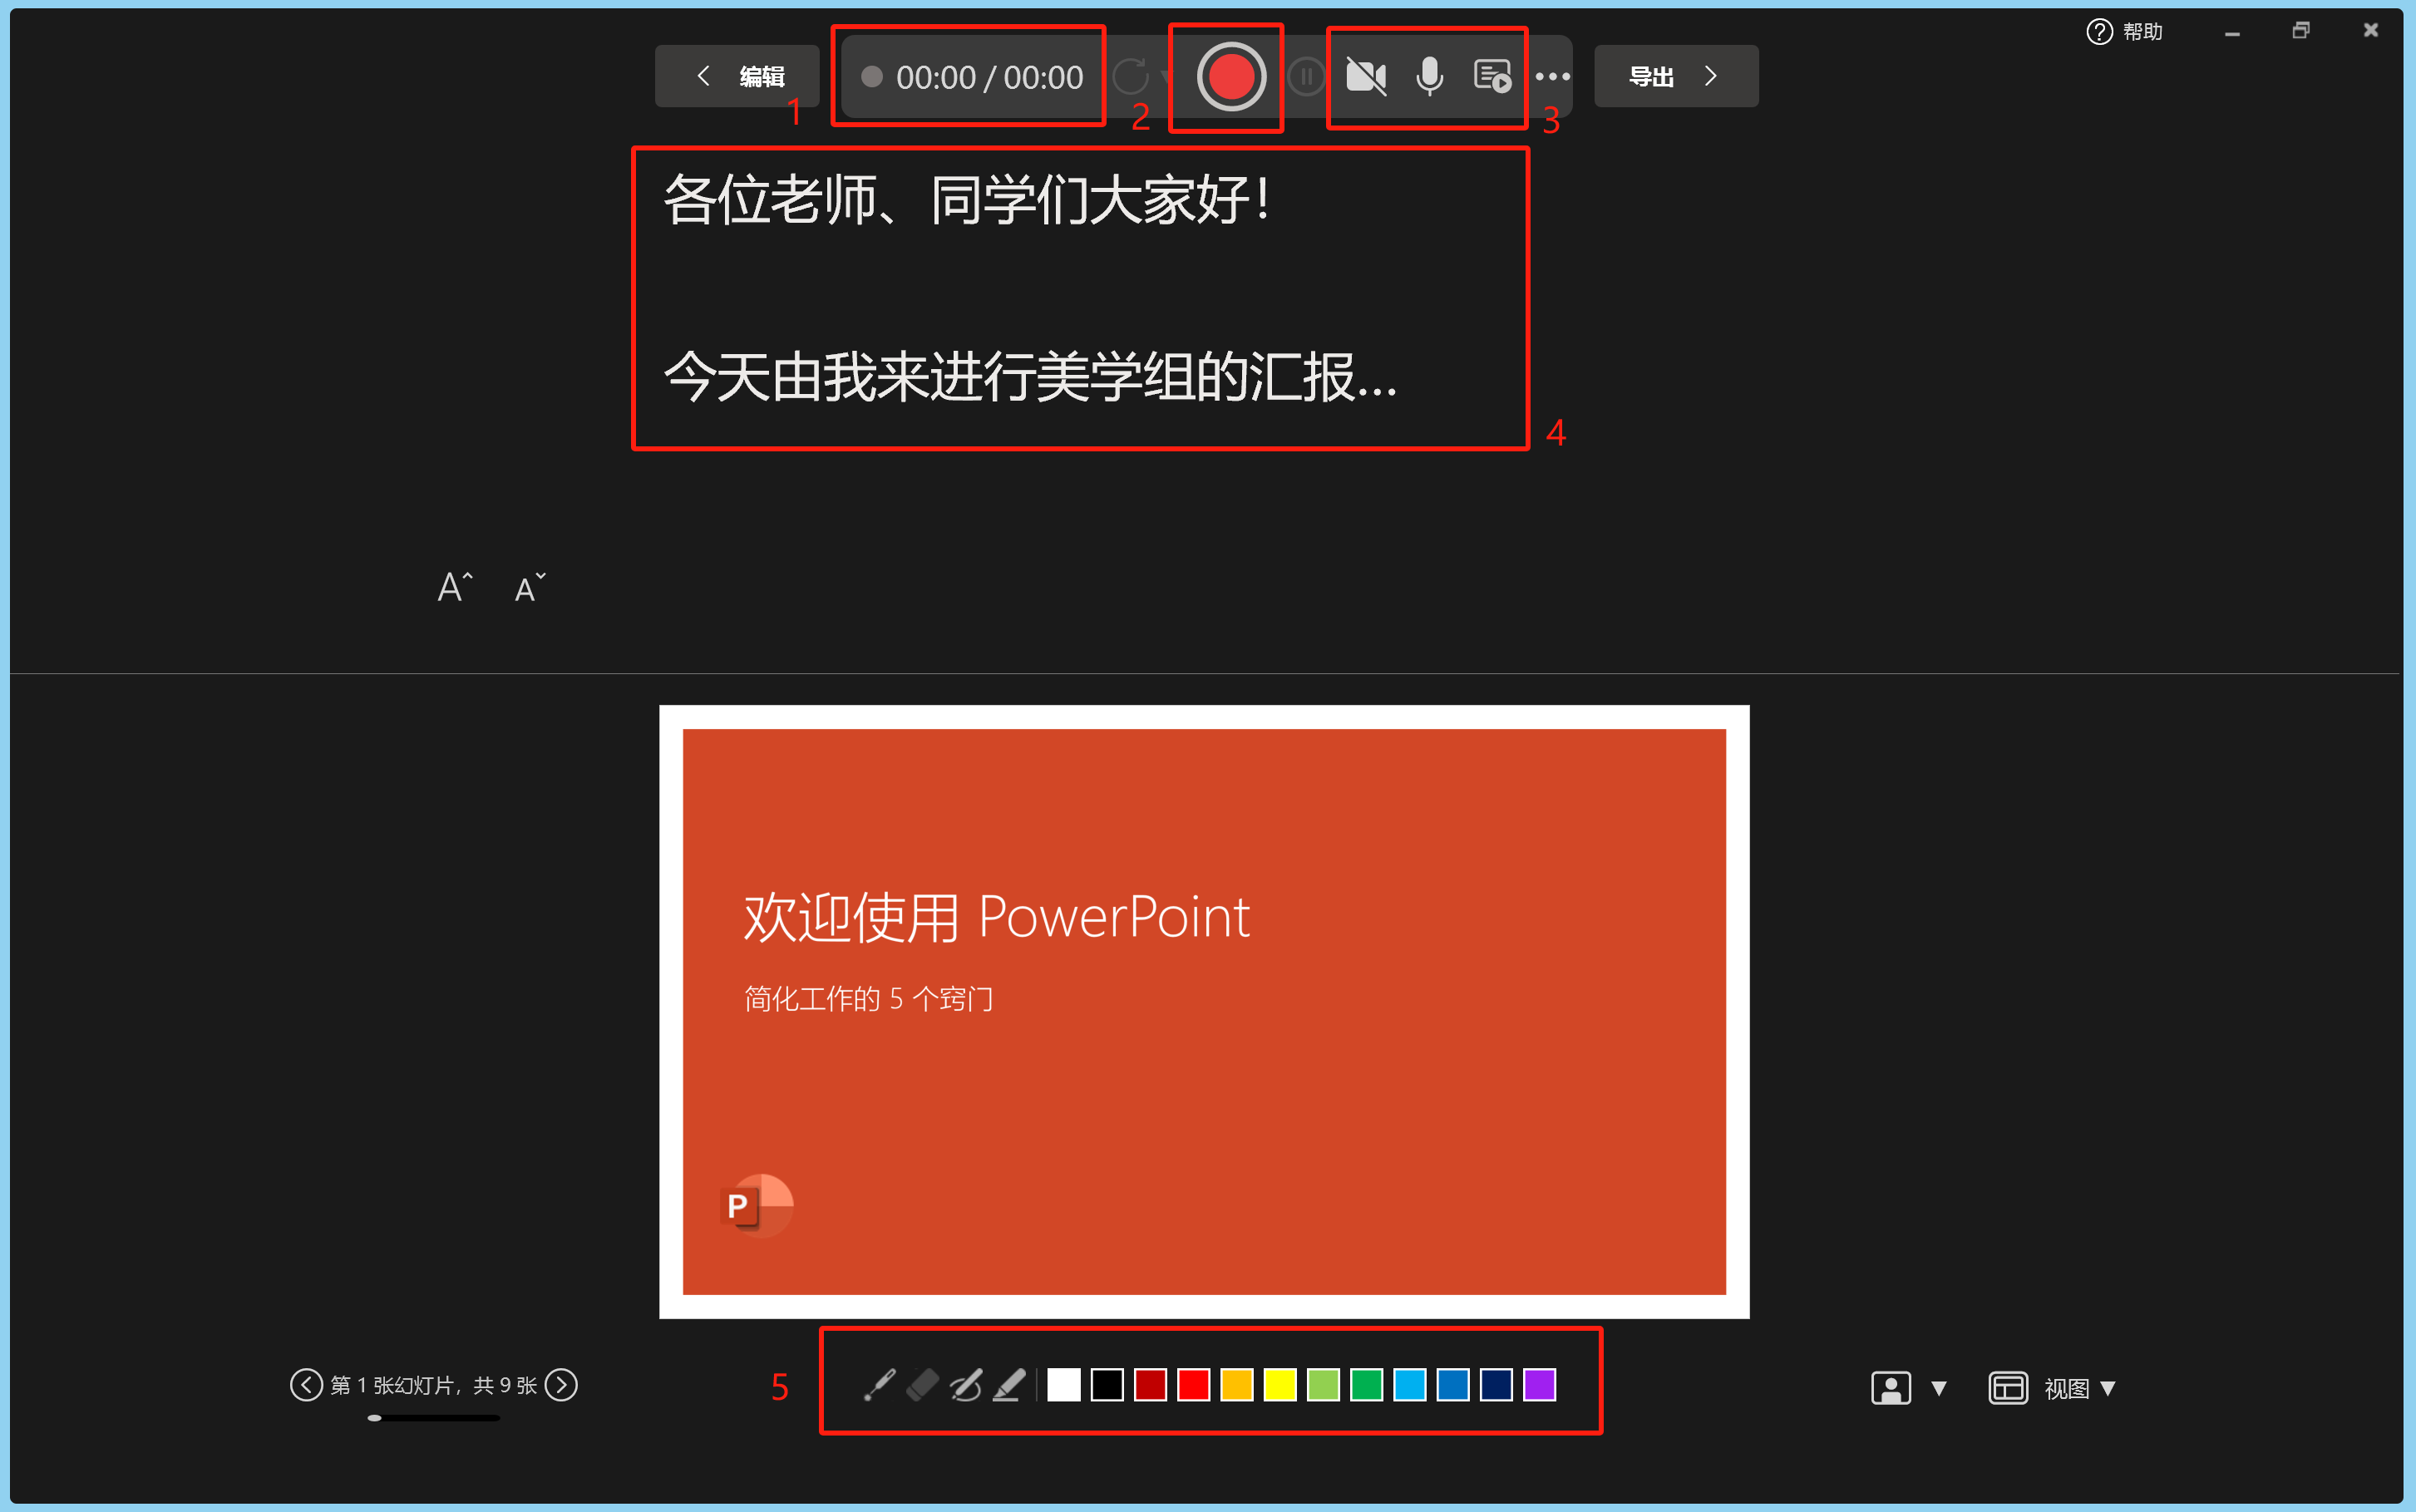 帮助
编辑
00:00 / 00:00
导出
1
2
3
各位老师、同学们大家好！
今天由我来进行美学组的汇报...
4
A A
欢迎使用 PowerPoint
简化工作的 5 个窍门
P
第 1 张幻灯片，共 9 张
5
视图